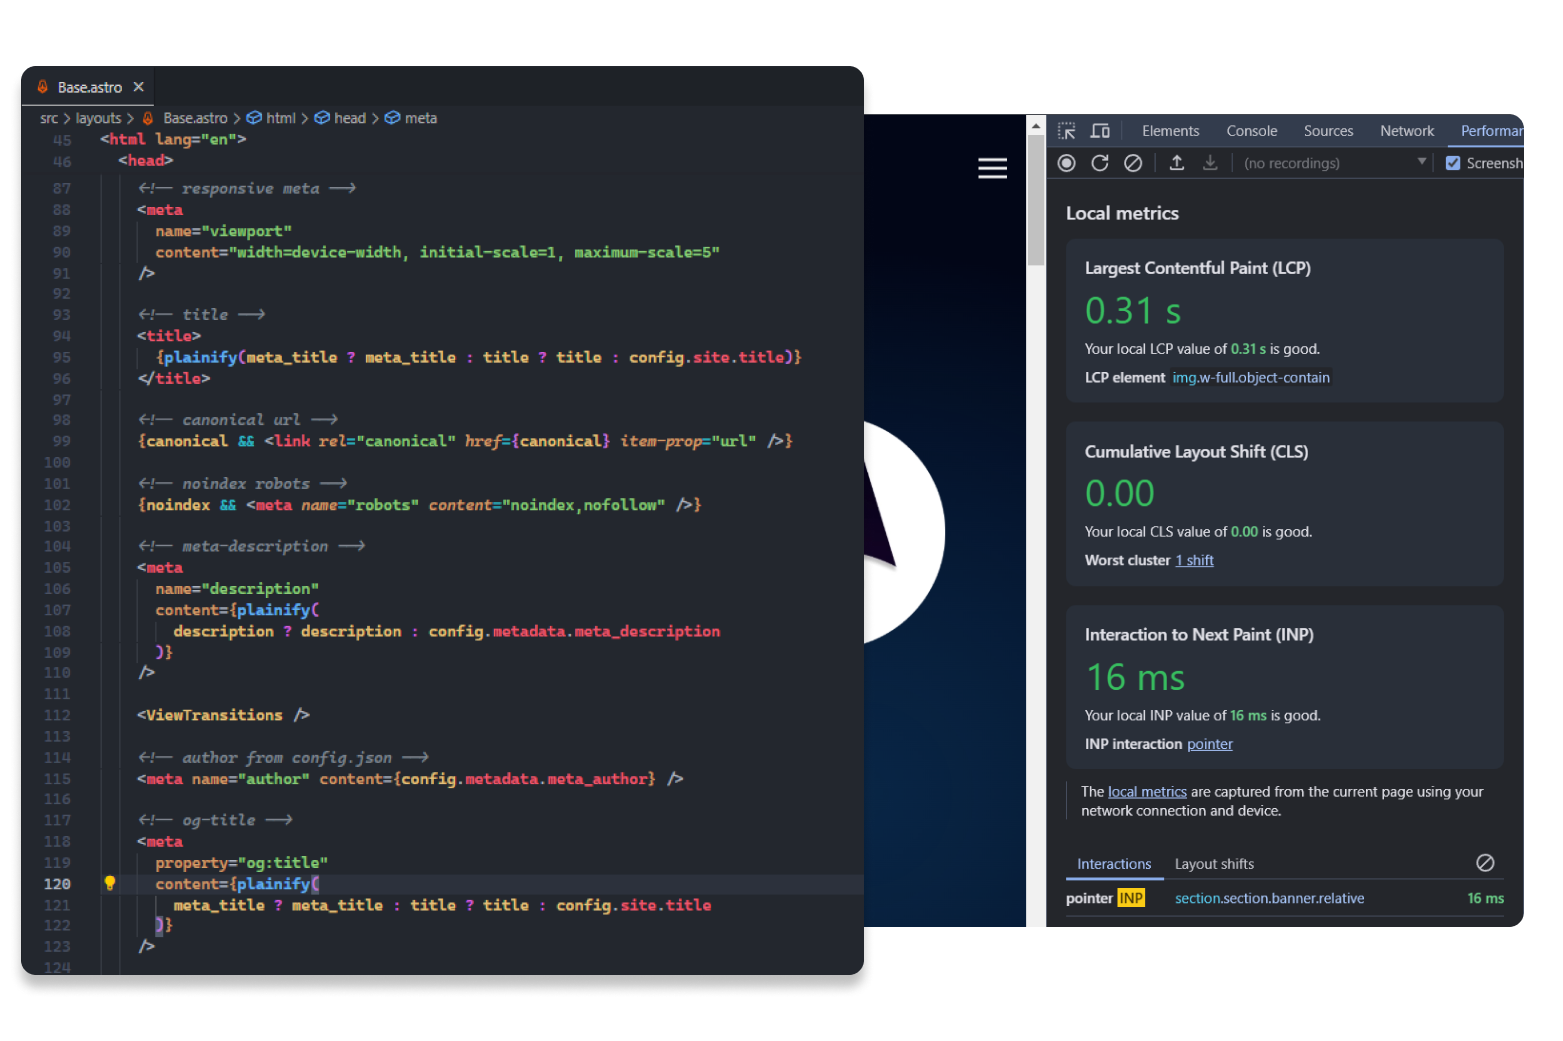 Base.astro
src > layouts > Base.astro > html > head > meta
45 <html lang="en">
46 <head>
87 <!-- responsive meta -->
88 <meta
89 name="viewport"
90 content="width=device-width, initial-scale=1, maximum-scale=5"
91 />
92
93 <!-- title -->
94 <title>
95 {plainify(meta_title ? meta_title : title ? title : config.site.title)}
96 </title>
97
98 <!-- canonical url -->
99 {canonical && <link rel="canonical" href={canonical} item-prop="url" />}
100
101 <!-- noindex robots -->
102 {noindex && <meta name="robots" content="noindex,nofollow" />}
103
104 <!-- meta-description -->
105 <meta
106 name="description"
107 content={plainify(
108 description ? description : config.metadata.meta_description
109 )}
110 />
111
112 <ViewTransitions />
113
114 <!-- author from config.json -->
115 <meta name="author" content={config.metadata.meta_author} />
116
117 <!-- og-title -->
118 <meta
119 property="og:title"
120 content={plainify(
121 meta_title ? meta_title : title ? title : config.site.title
122 )}
123 />
124
Elements Console Sources Network Performan
(no recordings) Screensh
Local metrics
Largest Contentful Paint (LCP)
0.31 s
Your local LCP value of 0.31 s is good.
LCP element img.w-full.object-contain
Cumulative Layout Shift (CLS)
0.00
Your local CLS value of 0.00 is good.
Worst cluster 1 shift
Interaction to Next Paint (INP)
16 ms
Your local INP value of 16 ms is good.
INP interaction pointer
The local metrics are captured from the current page using your
network connection and device.
Interactions Layout shifts
pointer INP section.section.banner.relative 16 ms